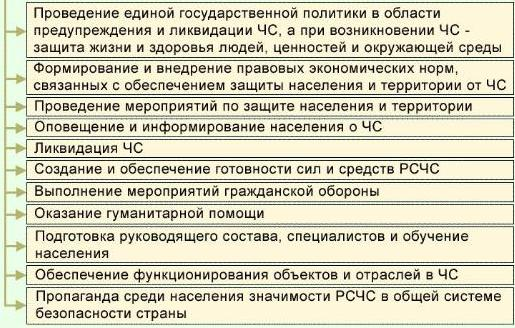 Проведение единой государственной политики в области
предупреждения и ликвидации ЧС, а при возникновении ЧС -
защита жизни и здоровья людей, ценностей и окружающей среды
Формирование и внедрение правовых экономических норм,
связанных с обеспечением защиты населения и территории от ЧС
Проведение мероприятий по защите населения и территории
Оповещение и информирование населения о ЧС
Ликвидация ЧС
Создание и обеспечение готовности сил и средств РСЧС
Выполнение мероприятий гражданской обороны
Оказание гуманитарной помощи
Подготовка руководящего состава, специалистов и обучение
населения
Обеспечение функционирования объектов и отраслей в ЧС
Пропаганда среди населения значимости РСЧС в общей системе
безопасности страны